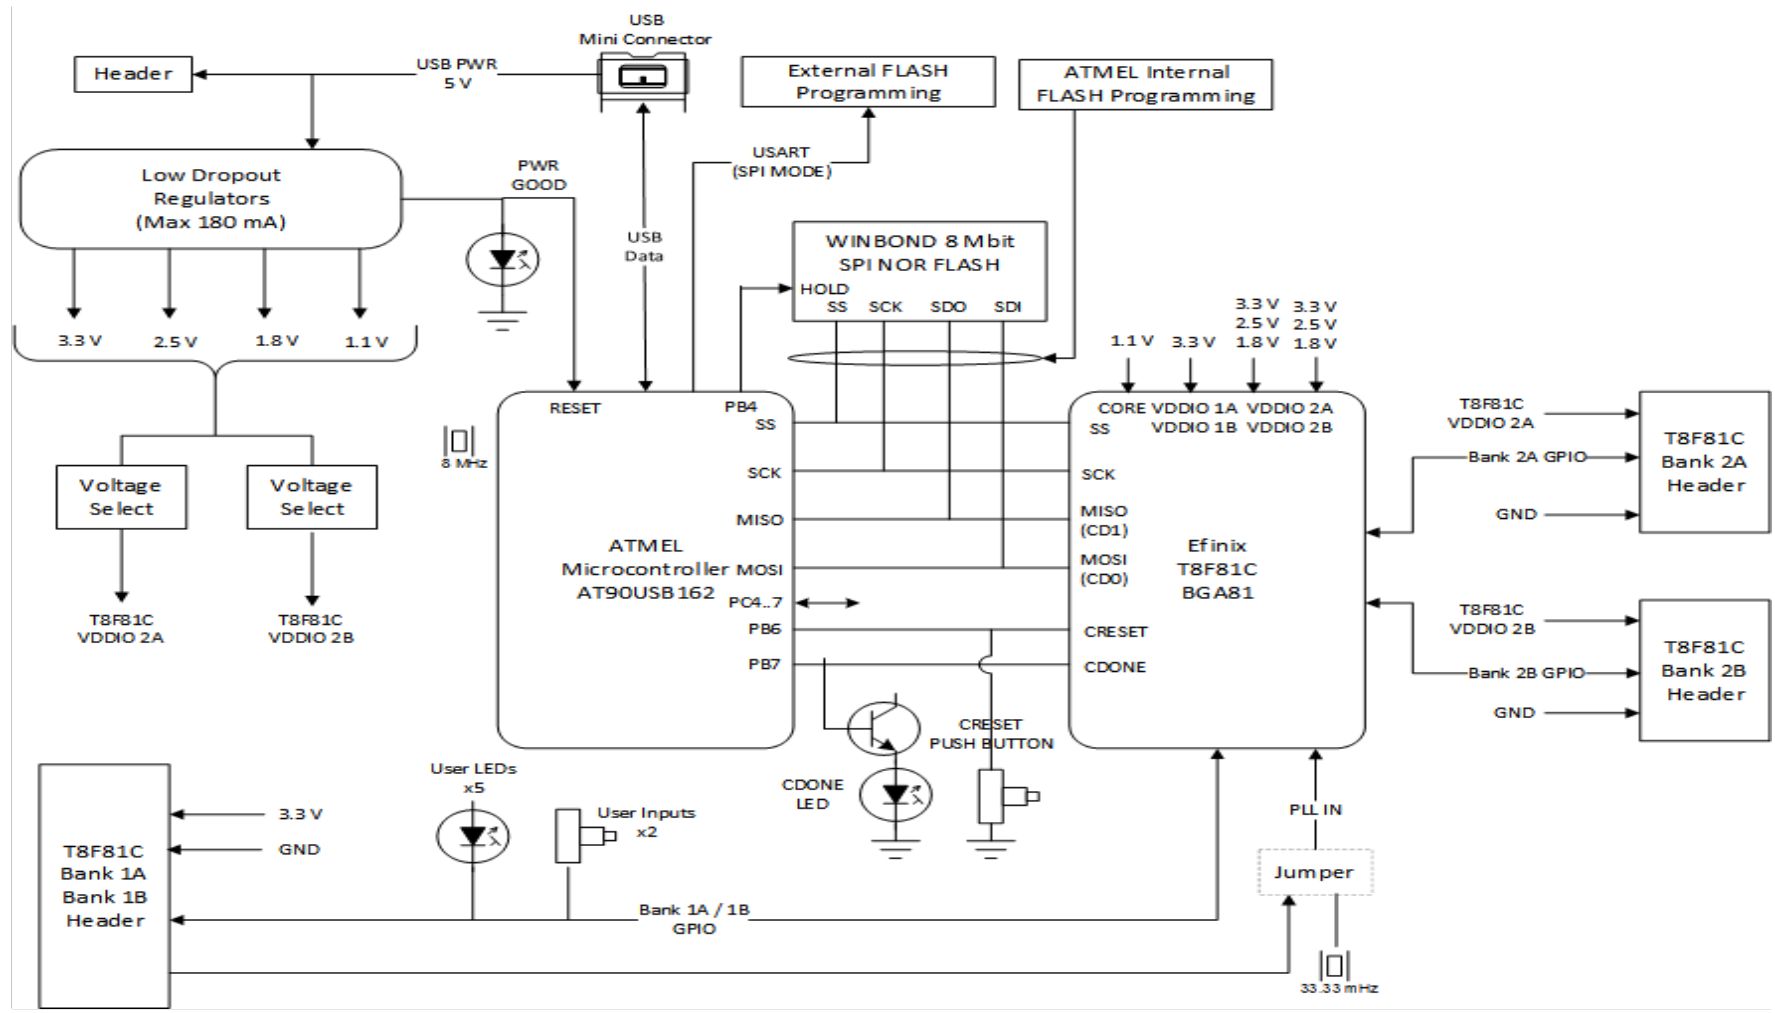 USB
Mini Connector
Header
USB PWR
5 V
External FLASH
Programming
ATMEL Internal
FLASH Programming
Low Dropout
Regulators
(Max 180 mA)
PWR
GOOD
USART
(SPI MODE)
USB
Data
WINBOND 8 Mbit
SPI NOR FLASH
HOLD
SS SCK SDO SDI
3.3 V 2.5 V 1.8 V 1.1 V
1.1 V 3.3 V
3.3 V
2.5 V
1.8 V
3.3 V
2.5 V
1.8 V
RESET
PB4
SS
SCK
MISO
MOSI
PC4..7
PB6
PB7
ATMEL
Microcontroller
AT90USB162
8 MHz
CORE VDDIO 1A VDDIO 2A
VDDIO 1B VDDIO 2B
SS
SCK
MISO
(CD1)
MOSI
(CD0)
CRESET
CDONE
Efinix
T8F81C
BGA81
T8F81C
VDDIO 2A
Bank 2A GPIO
GND
T8F81C
Bank 2A
Header
T8F81C
VDDIO 2B
Bank 2B GPIO
GND
T8F81C
Bank 2B
Header
Voltage
Select
Voltage
Select
T8F81C
VDDIO 2A
T8F81C
VDDIO 2B
CRESET
PUSH BUTTON
CDONE
LED
User LEDs
x5
User Inputs
x2
3.3 V
GND
T8F81C
Bank 1A
Bank 1B
Header
Bank 1A / 1B
GPIO
PLL IN
Jumper
33.33 mHz